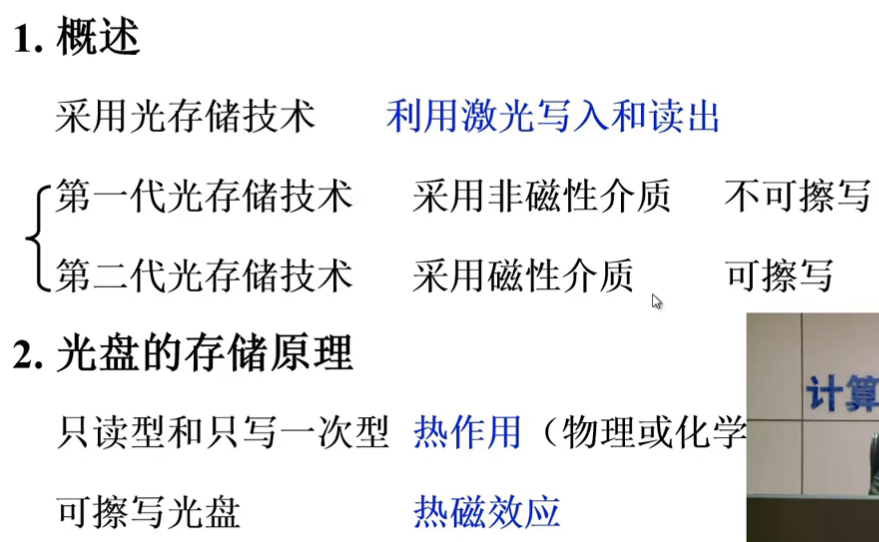 1. 概述
采用光存储技术 利用激光写入和读出
第一代光存储技术 采用非磁性介质 不可擦写
第二代光存储技术 采用磁性介质 可擦写
2. 光盘的存储原理
只读型和只写一次型 热作用（物理或化学
可擦写光盘 热磁效应
计算